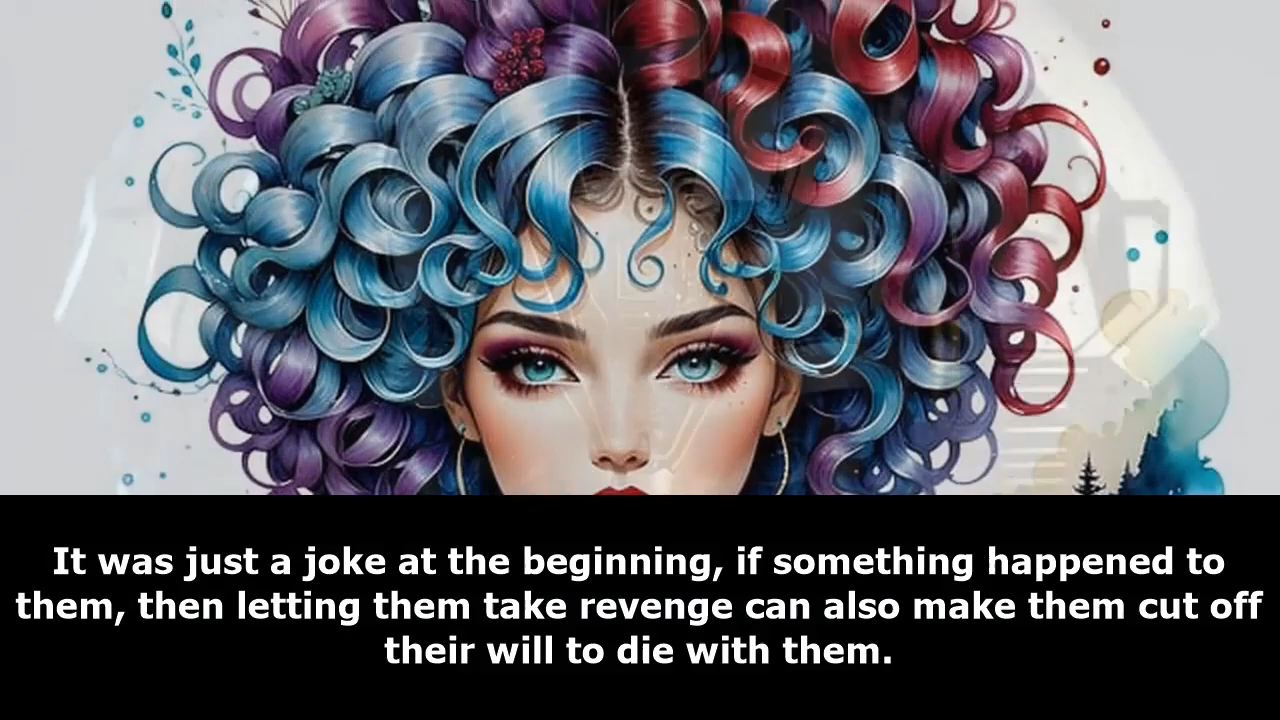 It was just a joke at the beginning, if something happened to
them, then letting them take revenge can also make them cut off
their will to die with them.